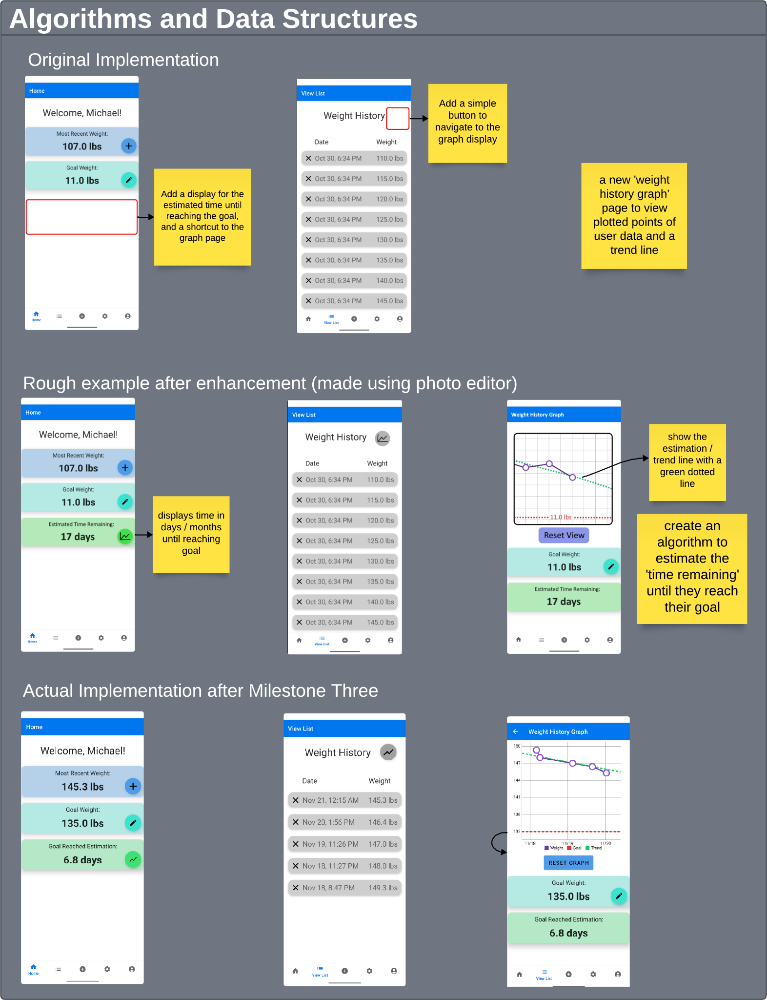 Algorithms and Data Structures
Original Implementation
Home
Welcome, Michael!
Most Recent Weight:
107.0 lbs
Goal Weight:
11.0 lbs
Home
Add a display for the
estimated time until
reaching the goal,
and a shortcut to the
graph page
View List
Weight History
Date Weight
Oct 30, 6:34 PM 110.0 lbs
Oct 30, 6:34 PM 115.0 lbs
Oct 30, 6:34 PM 120.0 lbs
Oct 30, 6:34 PM 125.0 lbs
Oct 30, 6:34 PM 130.0 lbs
Oct 30, 6:34 PM 135.0 lbs
Oct 30, 6:34 PM 140.0 lbs
Oct 30, 6:34 PM 145.0 lbs
View List
Add a simple
button to
navigate to the
graph display
a new 'weight
history graph'
page to view
plotted points of
user data and a
trend line
Rough example after enhancement (made using photo editor)
Home
Welcome, Michael!
Most Recent Weight:
107.0 lbs
Goal Weight:
11.0 lbs
Estimated Time Remaining:
17 days
Home
displays time in
days / months
until reaching
goal
View List
Weight History
Date Weight
Oct 30, 6:34 PM 110.0 lbs
Oct 30, 6:34 PM 115.0 lbs
Oct 30, 6:34 PM 120.0 lbs
Oct 30, 6:34 PM 125.0 lbs
Oct 30, 6:34 PM 130.0 lbs
Oct 30, 6:34 PM 135.0 lbs
Oct 30, 6:34 PM 140.0 lbs
Oct 30, 6:34 PM 145.0 lbs
View List
Weight History Graph
11.0 lbs
Reset View
Goal Weight:
11.0 lbs
Estimated Time Remaining:
17 days
show the
estimation /
trend line with a
green dotted
line
create an
algorithm to
estimate the
'time remaining'
until they reach
their goal
Actual Implementation after Milestone Three
Home
Welcome, Michael!
Most Recent Weight:
145.3 lbs
Goal Weight:
135.0 lbs
Goal Reached Estimation:
6.8 days
Home
View List
Weight History
Date Weight
Nov 21, 12:15 AM 145.3 lbs
Nov 20, 1:56 PM 146.4 lbs
Nov 19, 11:26 PM 147.0 lbs
Nov 18, 11:27 PM 148.0 lbs
Nov 18, 8:47 PM 149.3 lbs
View List
Weight History Graph
150
147
144
141
138
135
11/18 11/19 11/20
Weight Goal Trend
RESET GRAPH
Goal Weight:
135.0 lbs
Goal Reached Estimation:
6.8 days
View List